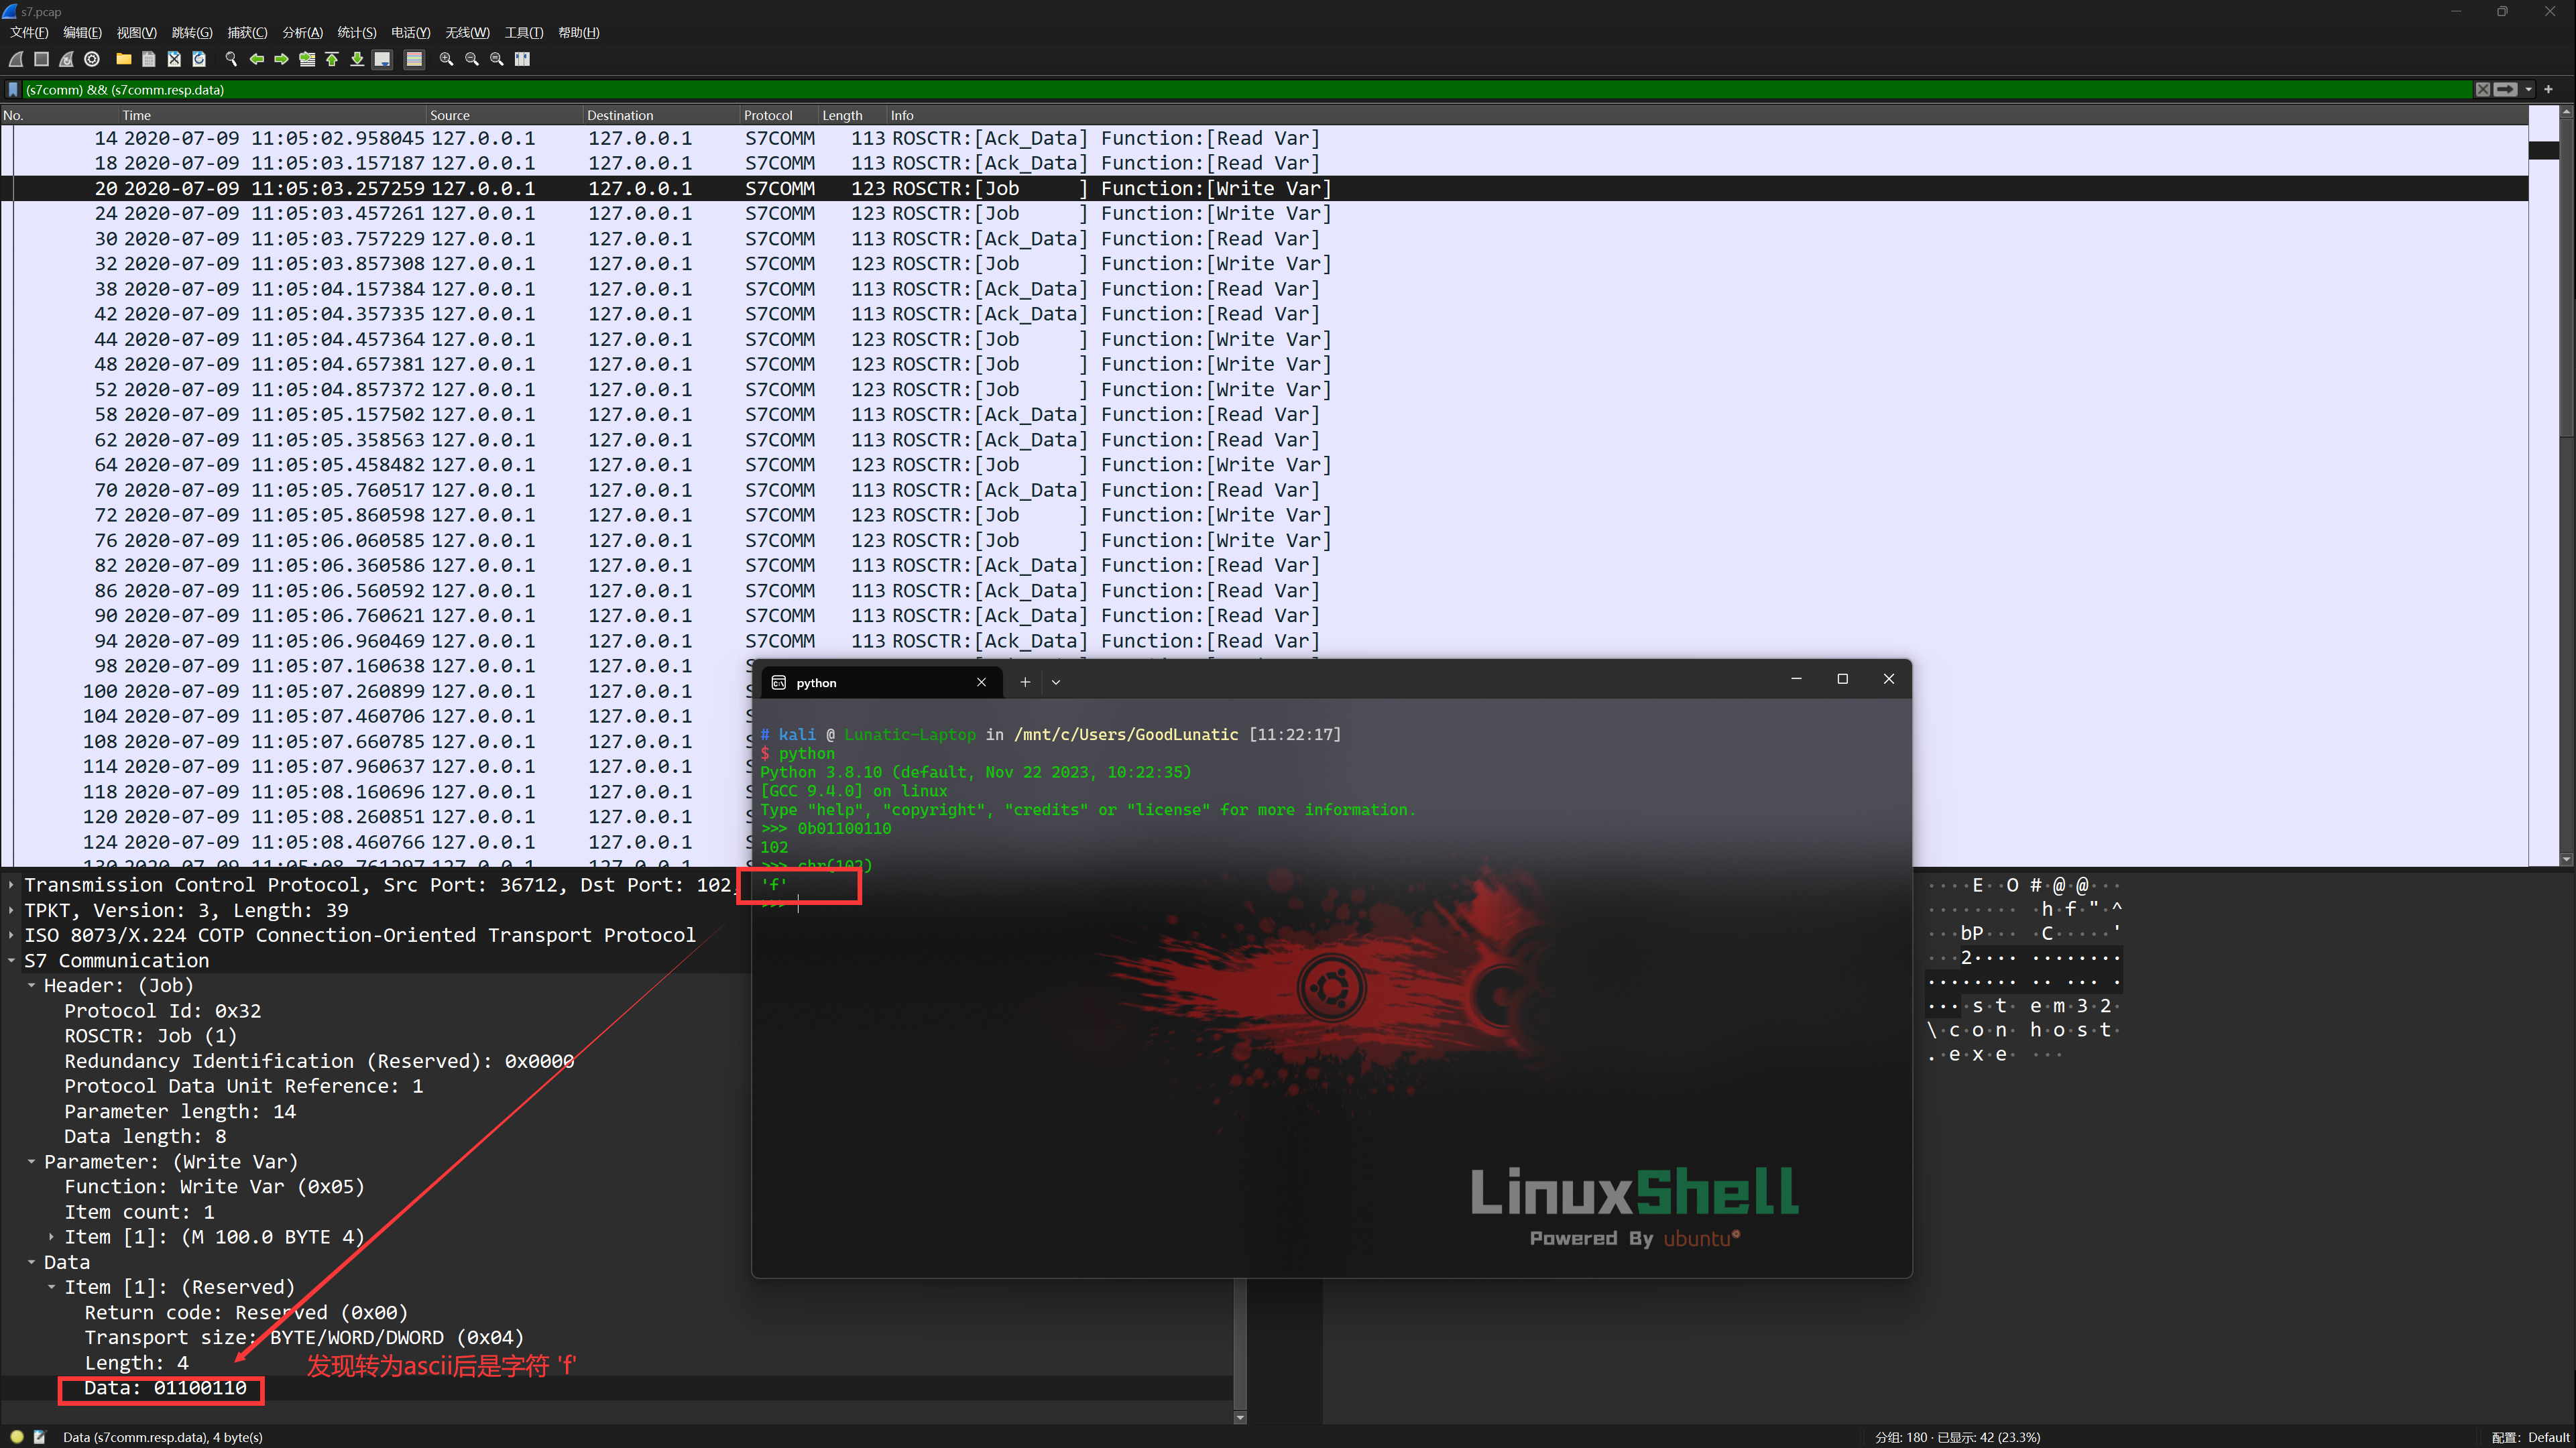 s7.pcap
文件(F) 编辑(E) 视图(V) 跳转(G) 捕获(C) 分析(A) 统计(S) 电话(Y) 无线(W) 工具(T) 帮助(H)
(s7comm) && (s7comm.resp.data)
No. Time Source Destination Protocol Length Info
14 2020-07-09 11:05:02.958045 127.0.0.1 127.0.0.1 S7COMM 113 ROSCTR:[Ack_Data] Function:[Read Var]
18 2020-07-09 11:05:03.157187 127.0.0.1 127.0.0.1 S7COMM 113 ROSCTR:[Ack_Data] Function:[Read Var]
20 2020-07-09 11:05:03.257259 127.0.0.1 127.0.0.1 S7COMM 123 ROSCTR:[Job ] Function:[Write Var]
24 2020-07-09 11:05:03.457261 127.0.0.1 127.0.0.1 S7COMM 123 ROSCTR:[Job ] Function:[Write Var]
30 2020-07-09 11:05:03.757229 127.0.0.1 127.0.0.1 S7COMM 113 ROSCTR:[Ack_Data] Function:[Read Var]
32 2020-07-09 11:05:03.857308 127.0.0.1 127.0.0.1 S7COMM 123 ROSCTR:[Job ] Function:[Write Var]
38 2020-07-09 11:05:04.157384 127.0.0.1 127.0.0.1 S7COMM 113 ROSCTR:[Ack_Data] Function:[Read Var]
42 2020-07-09 11:05:04.357335 127.0.0.1 127.0.0.1 S7COMM 113 ROSCTR:[Ack_Data] Function:[Read Var]
44 2020-07-09 11:05:04.457364 127.0.0.1 127.0.0.1 S7COMM 123 ROSCTR:[Job ] Function:[Write Var]
48 2020-07-09 11:05:04.657381 127.0.0.1 127.0.0.1 S7COMM 123 ROSCTR:[Job ] Function:[Write Var]
52 2020-07-09 11:05:04.857372 127.0.0.1 127.0.0.1 S7COMM 123 ROSCTR:[Job ] Function:[Write Var]
58 2020-07-09 11:05:05.157502 127.0.0.1 127.0.0.1 S7COMM 113 ROSCTR:[Ack_Data] Function:[Read Var]
62 2020-07-09 11:05:05.358563 127.0.0.1 127.0.0.1 S7COMM 113 ROSCTR:[Ack_Data] Function:[Read Var]
64 2020-07-09 11:05:05.458482 127.0.0.1 127.0.0.1 S7COMM 123 ROSCTR:[Job ] Function:[Write Var]
70 2020-07-09 11:05:05.760517 127.0.0.1 127.0.0.1 S7COMM 113 ROSCTR:[Ack_Data] Function:[Read Var]
72 2020-07-09 11:05:05.860598 127.0.0.1 127.0.0.1 S7COMM 123 ROSCTR:[Job ] Function:[Write Var]
76 2020-07-09 11:05:06.060585 127.0.0.1 127.0.0.1 S7COMM 123 ROSCTR:[Job ] Function:[Write Var]
82 2020-07-09 11:05:06.360586 127.0.0.1 127.0.0.1 S7COMM 113 ROSCTR:[Ack_Data] Function:[Read Var]
86 2020-07-09 11:05:06.560592 127.0.0.1 127.0.0.1 S7COMM 113 ROSCTR:[Ack_Data] Function:[Read Var]
90 2020-07-09 11:05:06.760621 127.0.0.1 127.0.0.1 S7COMM 113 ROSCTR:[Ack_Data] Function:[Read Var]
94 2020-07-09 11:05:06.960469 127.0.0.1 127.0.0.1 S7COMM 113 ROSCTR:[Ack_Data] Function:[Read Var]
98 2020-07-09 11:05:07.160638 127.0.0.1 127.0.0.1
100 2020-07-09 11:05:07.260899 127.0.0.1 127.0.0.1
104 2020-07-09 11:05:07.460706 127.0.0.1 127.0.0.1
108 2020-07-09 11:05:07.660785 127.0.0.1 127.0.0.1
114 2020-07-09 11:05:07.960637 127.0.0.1 127.0.0.1
118 2020-07-09 11:05:08.160696 127.0.0.1 127.0.0.1
120 2020-07-09 11:05:08.260851 127.0.0.1 127.0.0.1
124 2020-07-09 11:05:08.460766 127.0.0.1 127.0.0.1
python
# kali @ Lunatic-Laptop in /mnt/c/Users/GoodLunatic [11:22:17]
$ python
Python 3.8.10 (default, Nov 22 2023, 10:22:35)
[GCC 9.4.0] on linux
Type "help", "copyright", "credits" or "license" for more information.
>>> 0b01100110
102
>>> chr(102)
'f'
>>>
LinuxShell
Powered By ubuntu
Transmission Control Protocol, Src Port: 36712, Dst Port: 102,
TPKT, Version: 3, Length: 39
ISO 8073/X.224 COTP Connection-Oriented Transport Protocol
S7 Communication
Header: (Job)
Protocol Id: 0x32
ROSCTR: Job (1)
Redundancy Identification (Reserved): 0x0000
Protocol Data Unit Reference: 1
Parameter length: 14
Data length: 8
Parameter: (Write Var)
Function: Write Var (0x05)
Item count: 1
Item [1]: (M 100.0 BYTE 4)
Data
Item [1]: (Reserved)
Return code: Reserved (0x00)
Transport size: BYTE/WORD/DWORD (0x04)
Length: 4
发现转为ascii后是字符 'f'
Data: 01100110
····E··O #·@·@···
········ ·h·f·"·^
···bP··· ·C·····'
···2···· ········
········ ·· ··· ·
···s·t· e·m·3·2·
\·c·o·n· h·o·s·t·
.·e·x·e· ···
Data (s7comm.resp.data), 4 byte(s)
分组: 180 · 已显示: 42 (23.3%)
配置: Default